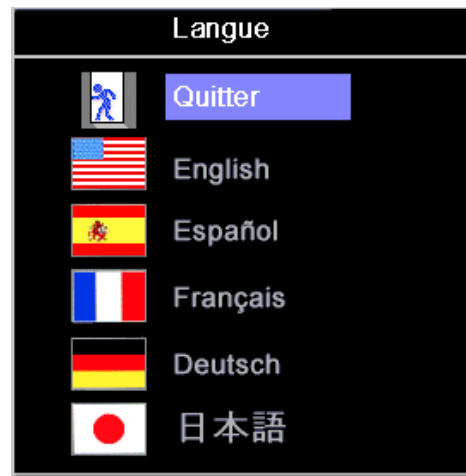 Langue
Quitter
English
Español
Français
Deutsch
日本語